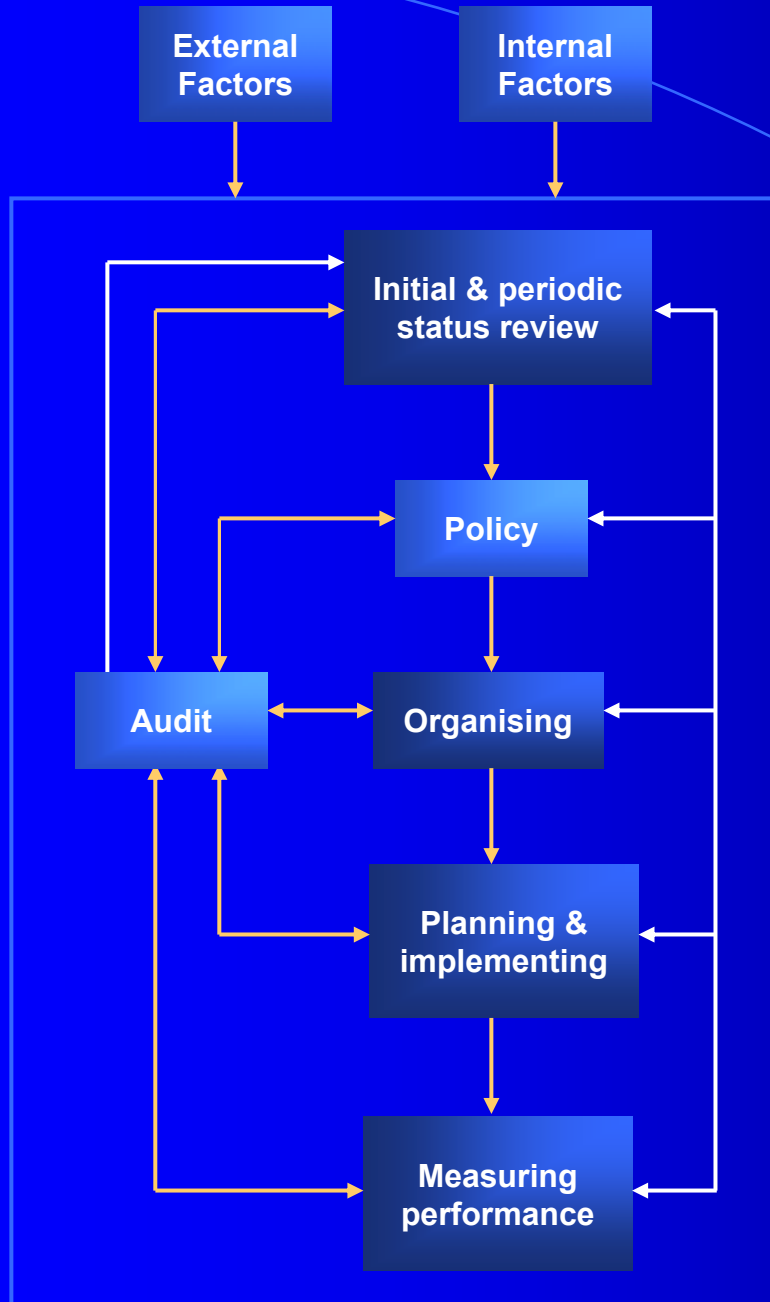 External
Factors
Internal
Factors
Initial & periodic
status review
Policy
Audit
Organising
Planning &
implementing
Measuring
performance